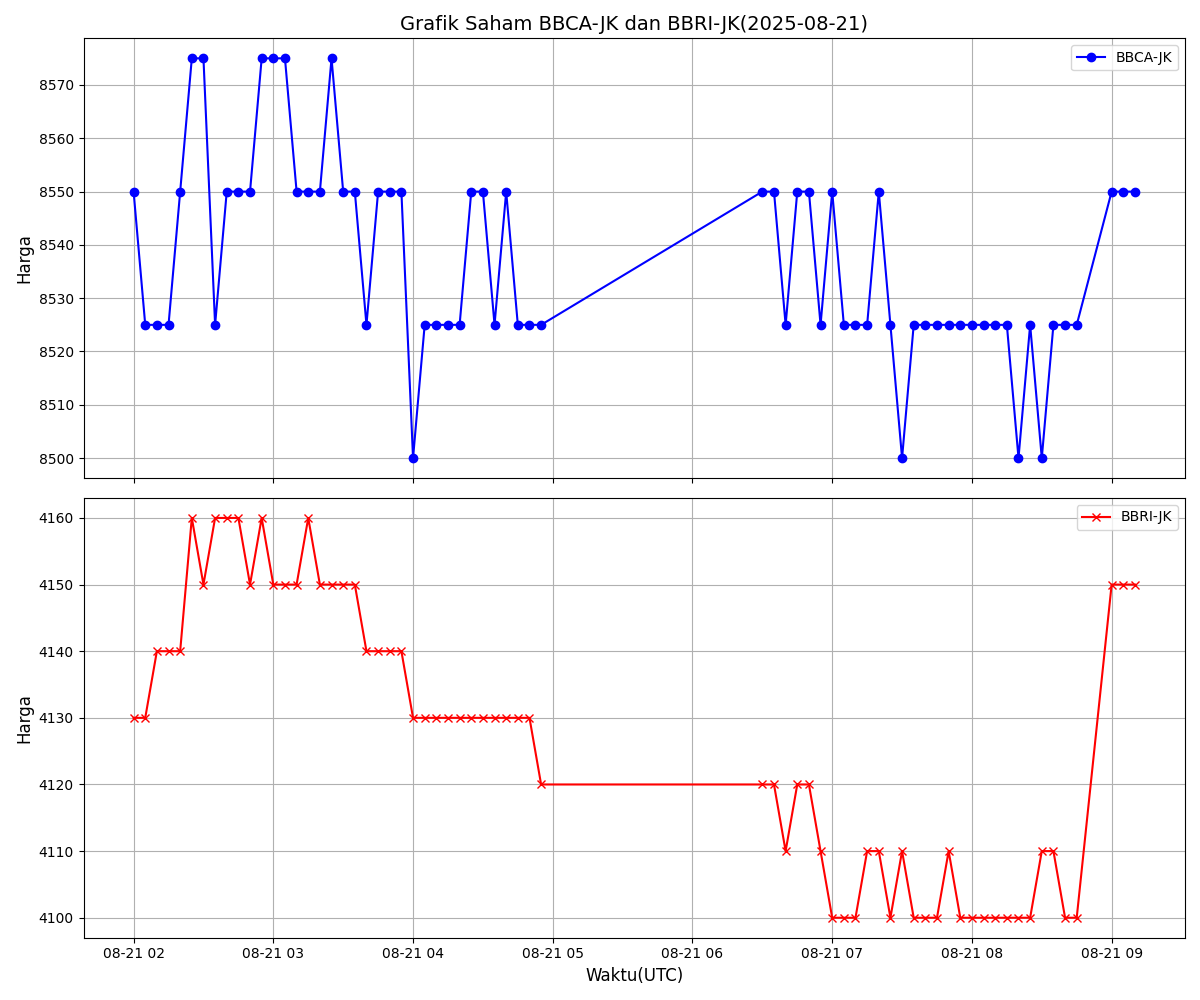 Grafik Saham BBCA-JK dan BBRI-JK(2025-08-21)
BBCA-JK
Harga
8570
8560
8550
8540
8530
8520
8510
8500
BBRI-JK
Harga
4160
4150
4140
4130
4120
4110
4100
08-21 02 08-21 03 08-21 04 08-21 05 08-21 06 08-21 07 08-21 08 08-21 09
Waktu(UTC)